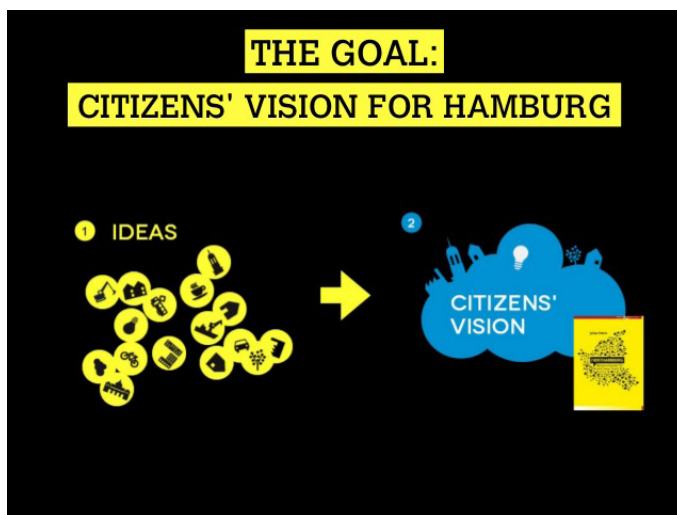 THE GOAL:
CITIZENS' VISION FOR HAMBURG
1 IDEAS
2
CITIZENS'
VISION